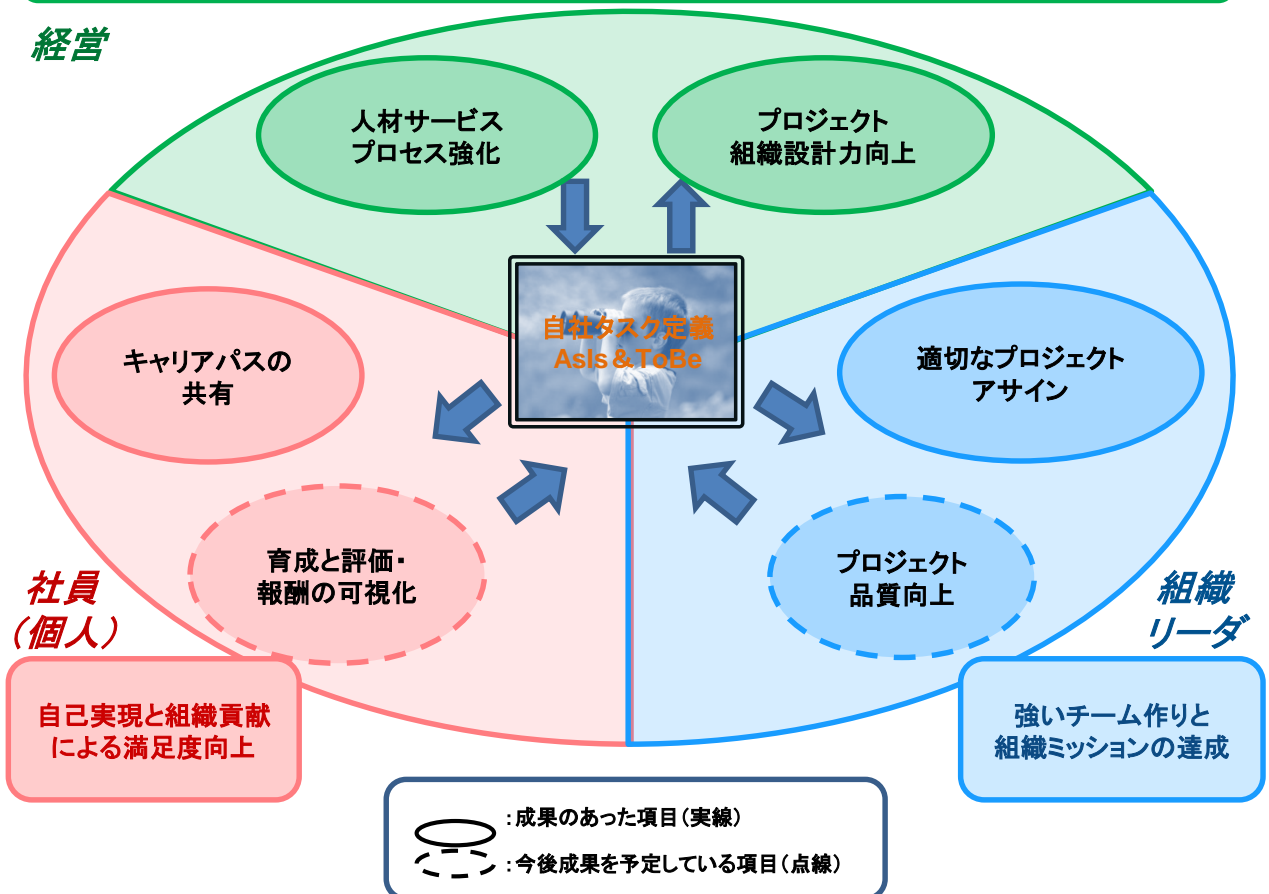 経営
人材サービス
プロセス強化
プロジェクト
組織設計力向上
自社タスク定義
AsIs＆ToBe
キャリアパスの
共有
適切なプロジェクト
アサイン
育成と評価・
報酬の可視化
プロジェクト
品質向上
社員
（個人）
組織
リーダ
自己実現と組織貢献
による満足度向上
強いチーム作りと
組織ミッションの達成
：成果のあった項目（実線）
：今後成果を予定している項目（点線）